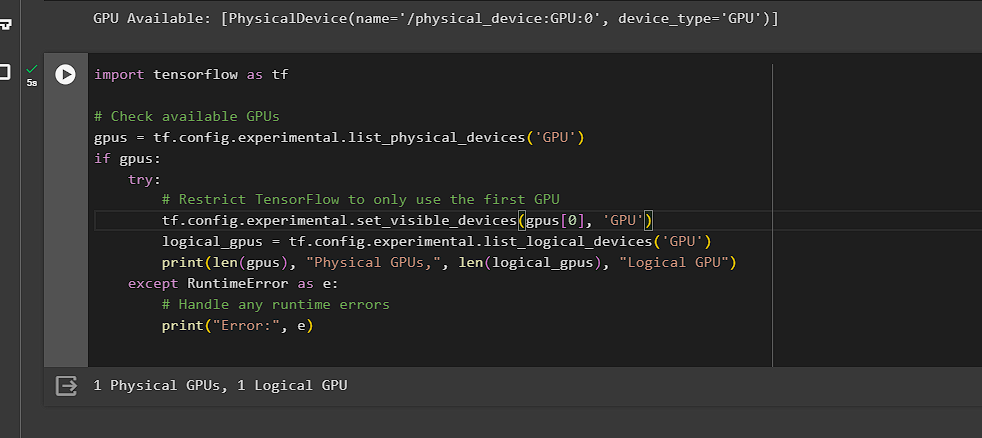 GPU Available: [PhysicalDevice(name='/physical_device:GPU:0', device_type='GPU')]
5s
import tensorflow as tf
# Check available GPUs
gpus = tf.config.experimental.list_physical_devices('GPU')
if gpus:
    try:
        # Restrict TensorFlow to only use the first GPU
        tf.config.experimental.set_visible_devices(gpus[0], 'GPU')
        logical_gpus = tf.config.experimental.list_logical_devices('GPU')
        print(len(gpus), "Physical GPUs,", len(logical_gpus), "Logical GPU")
    except RuntimeError as e:
        # Handle any runtime errors
        print("Error:", e)
1 Physical GPUs, 1 Logical GPU